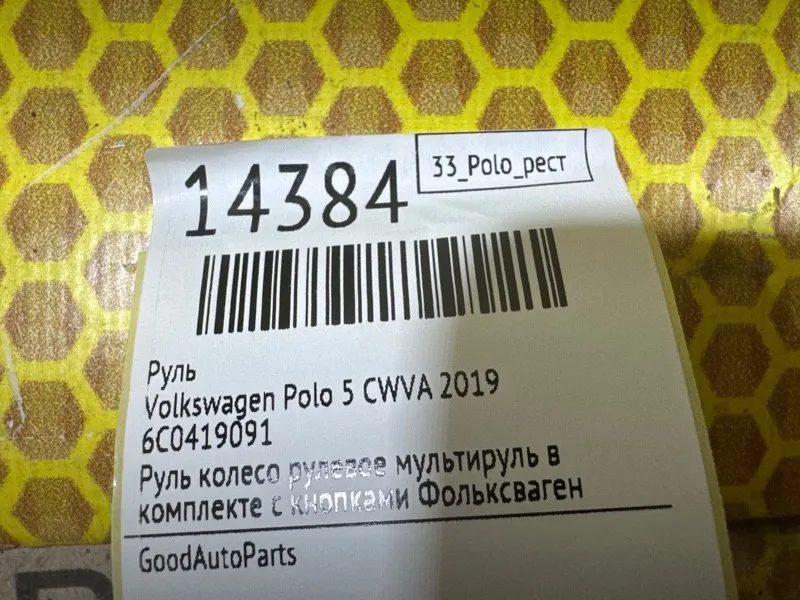 14384
33_Polo_рест
Руль
Volkswagen Polo 5 CWVA 2019
6C0419091
Руль колесо рулевое мультируль в
комплекте с кнопками Фольксваген
GoodAutoParts